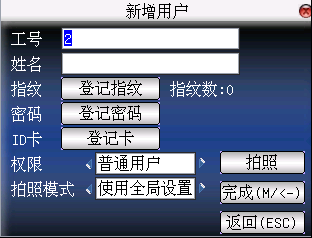 新增用户
工号 2
姓名
指纹 登记指纹 指纹数:0
密码 登记密码
ID卡 登记卡
权限 普通用户 拍照
拍照模式 使用全局设置 完成(M/<-)
返回(ESC)